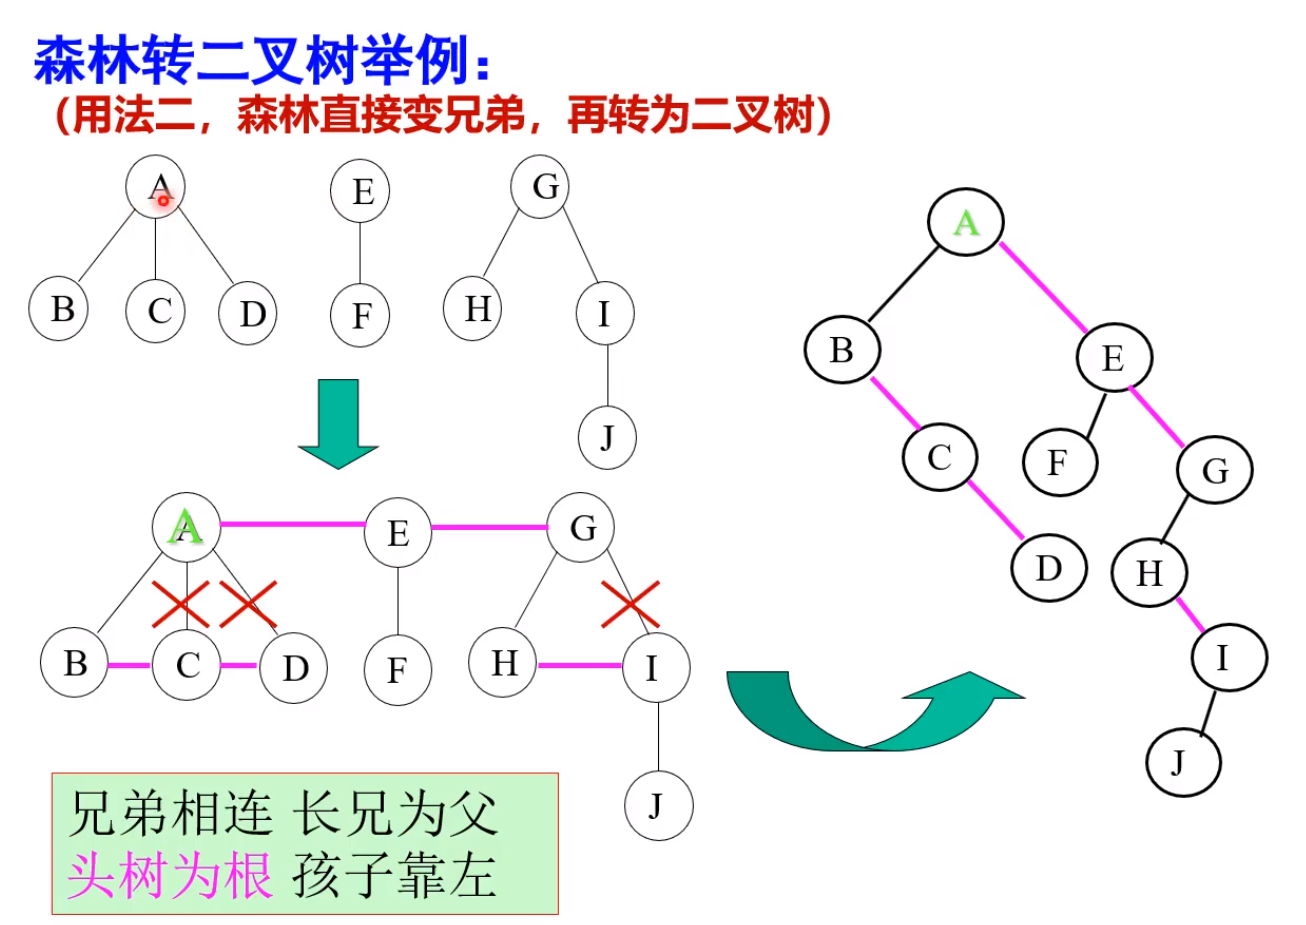 森林转二叉树举例：
（用法二，森林直接变兄弟，再转为二叉树）
A E G
B C D F H I
J
A E G
B C D F H I
J
A
B E
C F G
D H
I
J
兄弟相连 长兄为父
头树为根 孩子靠左